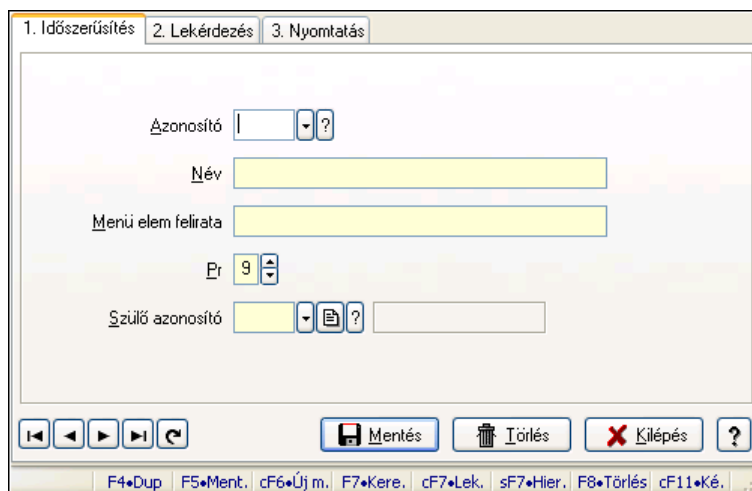 1. Időszerűsítés 2. Lekérdezés 3. Nyomtatás
Azonosító ?
Név
Menü elem felirata
Pr 9
Szülő azonosító ?
Mentés Törlés Kilépés ?
F4•Dup F5•Ment. cF6•Új m. F7•Kere. cF7•Lek. sF7•Hier. F8•Törlés cF11•Ké.